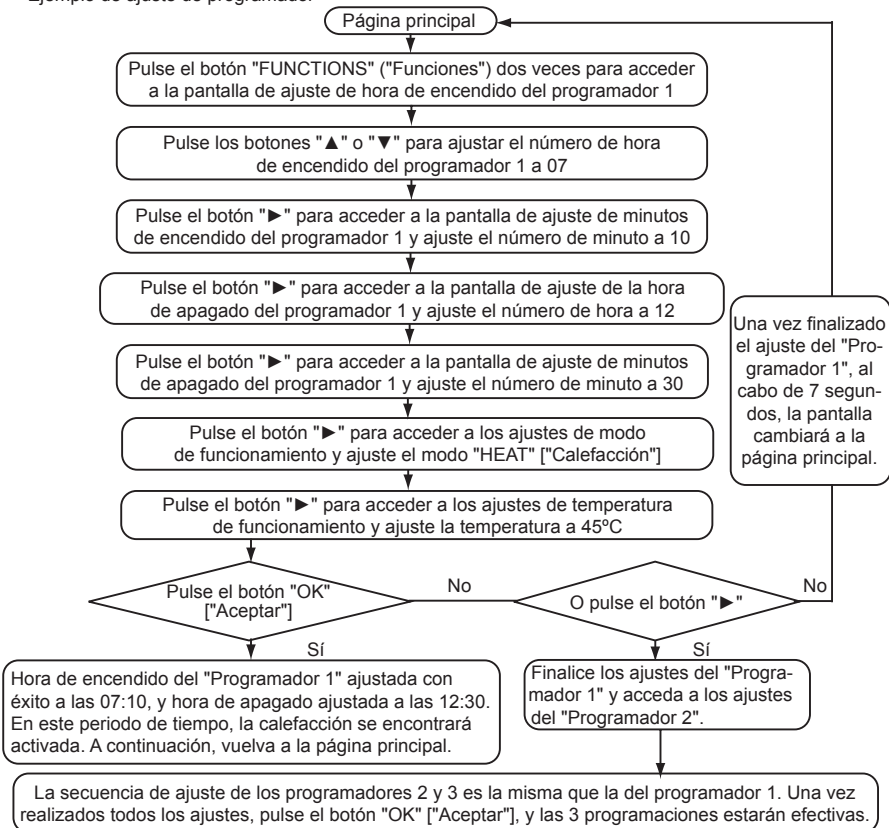 Ejemplo de ajuste de programador
Página principal
Pulse el botón "FUNCTIONS" ("Funciones") dos veces para acceder
a la pantalla de ajuste de hora de encendido del programador 1
Pulse los botones "▲" o "▼" para ajustar el número de hora
de encendido del programador 1 a 07
Pulse el botón "►" para acceder a la pantalla de ajuste de minutos
de encendido del programador 1 y ajuste el número de minuto a 10
Pulse el botón "►" para acceder a la pantalla de ajuste de la hora
de apagado del programador 1 y ajuste el número de hora a 12
Pulse el botón "►" para acceder a la pantalla de ajuste de minutos
de apagado del programador 1 y ajuste el número de minuto a 30
Pulse el botón "►" para acceder a los ajustes de modo
de funcionamiento y ajuste el modo "HEAT" ["Calefacción"]
Pulse el botón "►" para acceder a los ajustes de temperatura
de funcionamiento y ajuste la temperatura a 45ºC
Una vez finalizado
el ajuste del "Pro-
gramador 1", al
cabo de 7 segun-
dos, la pantalla
cambiará a la
página principal.
Pulse el botón "OK"
["Aceptar"]
No
O pulse el botón "►"
No
Sí
Sí
Hora de encendido del "Programador 1" ajustada con
éxito a las 07:10, y hora de apagado ajustada a las 12:30.
En este periodo de tiempo, la calefacción se encontrará
activada. A continuación, vuelva a la página principal.
Finalice los ajustes del "Progra-
mador 1" y acceda a los ajustes
del "Programador 2".
La secuencia de ajuste de los programadores 2 y 3 es la misma que la del programador 1. Una vez
realizados todos los ajustes, pulse el botón "OK" ["Aceptar"], y las 3 programaciones estarán efectivas.